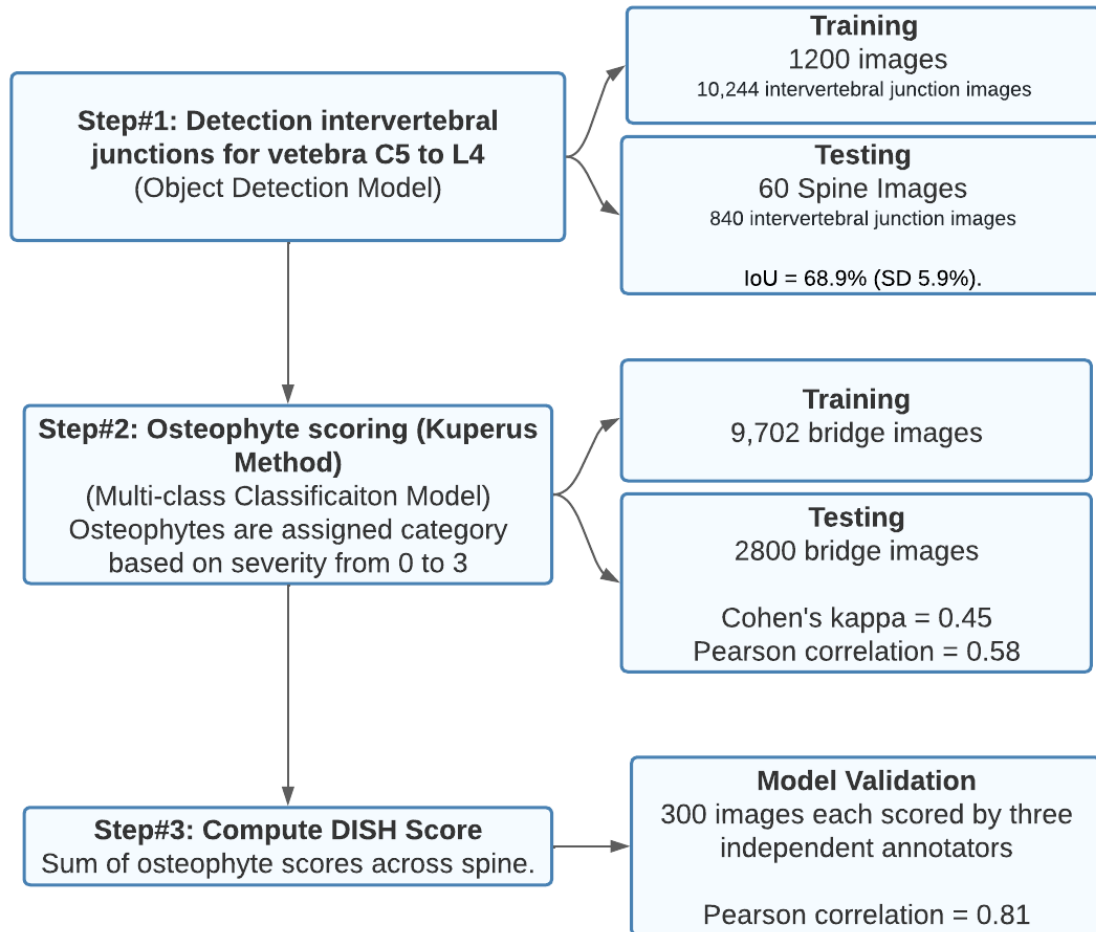 Step#1: Detection intervertebral
junctions for vetebra C5 to L4
(Object Detection Model)
Training
1200 images
10,244 intervertebral junction images
Testing
60 Spine Images
840 intervertebral junction images
IoU = 68.9% (SD 5.9%).
Step#2: Osteophyte scoring (Kuperus
Method)
(Multi-class Classificaiton Model)
Osteophytes are assigned category
based on severity from 0 to 3
Training
9,702 bridge images
Testing
2800 bridge images
Cohen's kappa = 0.45
Pearson correlation = 0.58
Step#3: Compute DISH Score
Sum of osteophyte scores across spine.
Model Validation
300 images each scored by three
independent annotators
Pearson correlation = 0.81